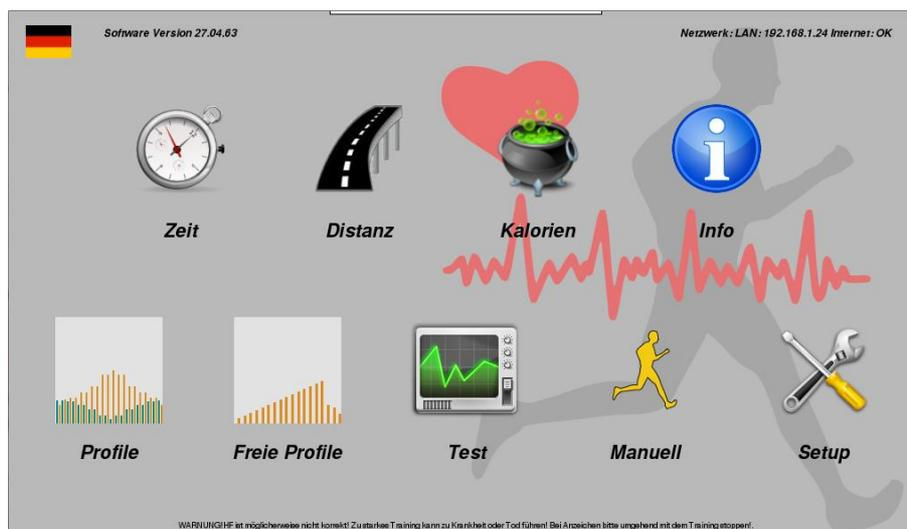 Software Version 27.04.63
Netzwerk: LAN: 192.168.1.24 Internet: OK
Zeit
Distanz
Kalorien
Info
Profile
Freie Profile
Test
Manuell
Setup
WARNUNG!HF ist möglicherweise nicht korrekt! Zu starkes Training kann zu Krankheit oder Tod führen! Bei Anzeichen bitte umgehend mit dem Training stoppen!.